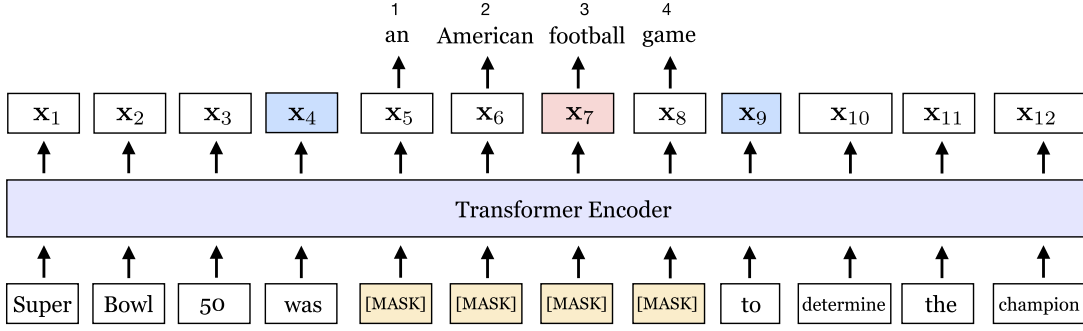 1 2 3 4
an American football game
x1 x2 x3 x4 x5 x6 x7 x8 x9 x10 x11 x12
Transformer Encoder
Super Bowl 50 was [MASK] [MASK] [MASK] [MASK] to determine the champion